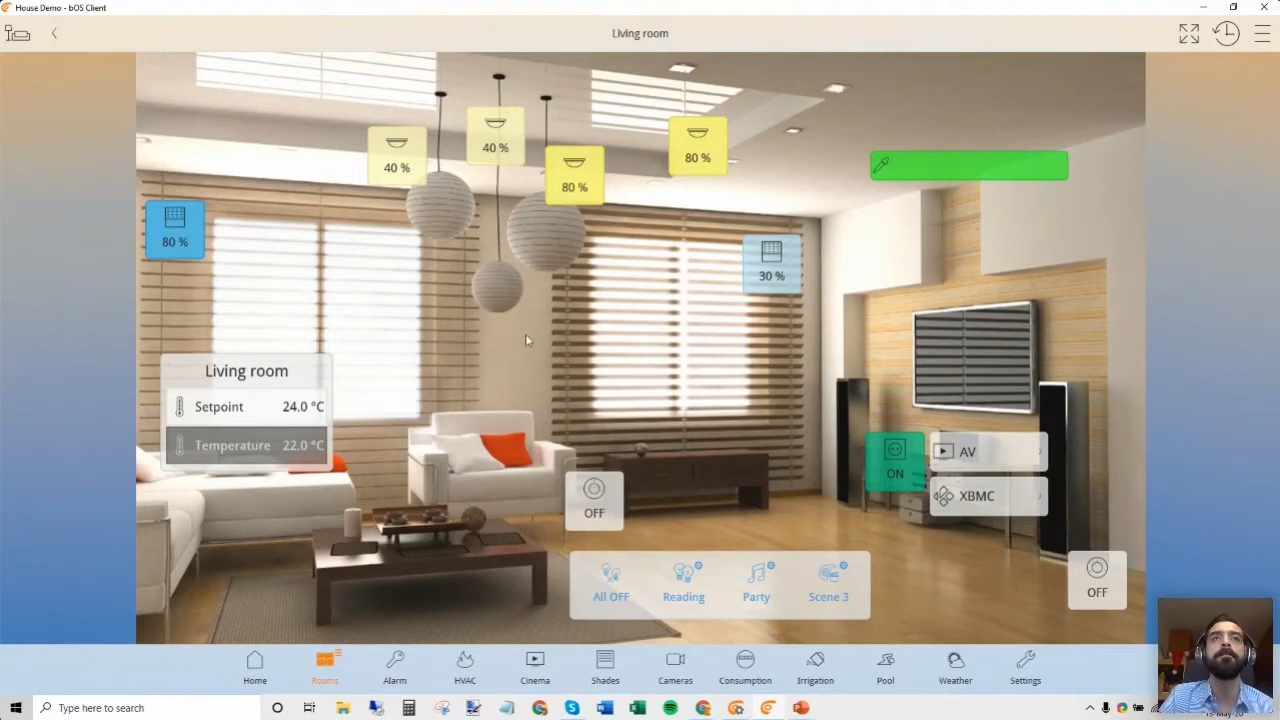 House Demo - bOS Client
Living room
40 %
40 %
80 %
80 %
80 %
30 %
Living room
Setpoint 24.0 °C
Temperature 22.0 °C
ON
AV
XBMC
OFF
OFF
All OFF Reading Party Scene 3
Home Rooms Alarm HVAC Cinema Shades Cameras Consumption Irrigation Pool Weather Settings
Type here to search